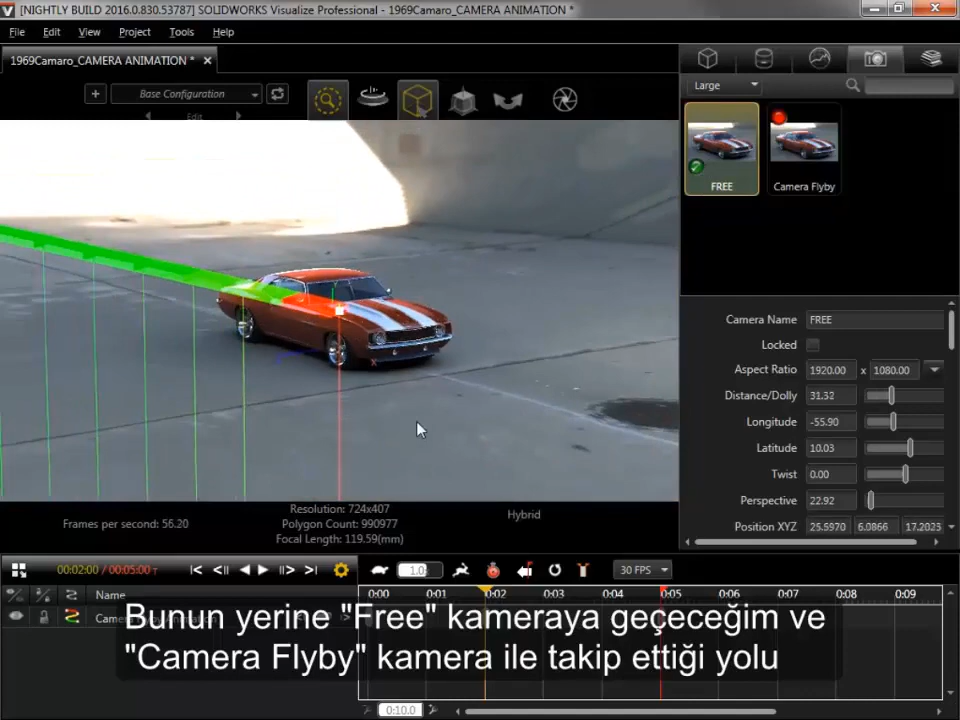 [NIGHTLY BUILD 2016.0.830.53787] SOLIDWORKS Visualize Professional - 1969Camaro_CAMERA ANIMATION *
File Edit View Project Tools Help
1969Camaro_CAMERA ANIMATION *
Base Configuration
Edit
Large
FREE
Camera Flyby
Camera Name FREE
Locked
Aspect Ratio 1920.00 x 1080.00
Distance/Dolly 31.32
Longitude -55.90
Latitude 10.03
Twist 0.00
Perspective 22.92
Position XYZ 25.5970 6.0866 17.2023
Frames per second: 56.20
Resolution: 724x407
Polygon Count: 990977
Focal Length: 119.59(mm)
Hybrid
00:02:00 / 00:05:00 T
1.0
30 FPS
Name
0:00 0:01 0:02 0:03 0:04 0:05 0:06 0:07 0:08 0:09
Bunun yerine "Free" kameraya geçeceğim ve
"Camera Flyby" kamera ile takip ettiği yolu
0:10.0